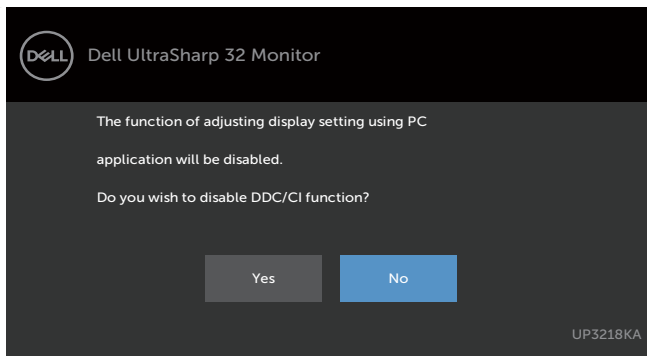 DELL
Dell UltraSharp 32 Monitor
The function of adjusting display setting using PC
application will be disabled.
Do you wish to disable DDC/CI function?
Yes
No
UP3218KA